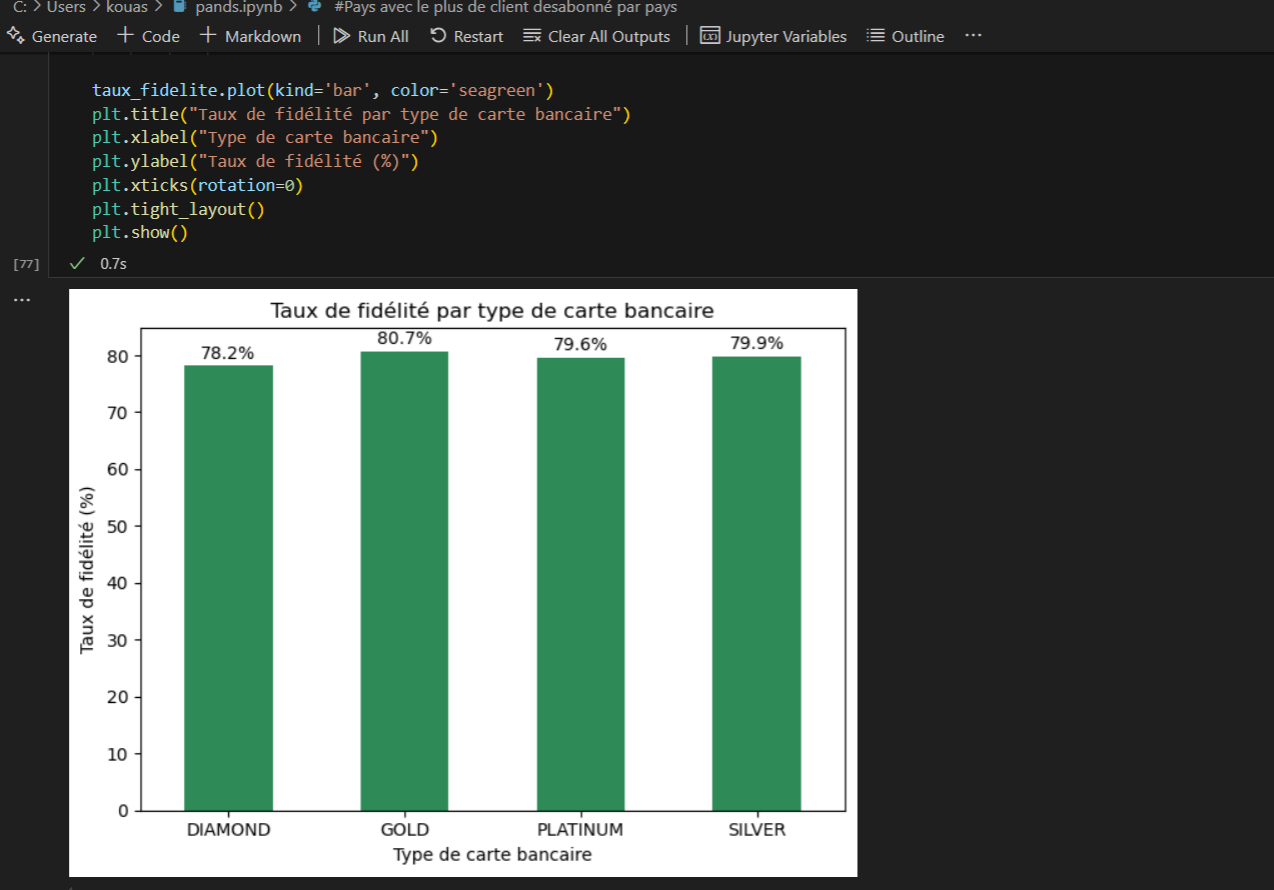 C: > Users > kouas > pands.ipynb > #Pays avec le plus de client desabonné par pays
Generate + Code + Markdown | Run All Restart Clear All Outputs | Jupyter Variables Outline ...
taux_fidelite.plot(kind='bar', color='seagreen')
plt.title("Taux de fidélité par type de carte bancaire")
plt.xlabel("Type de carte bancaire")
plt.ylabel("Taux de fidélité (%)")
plt.xticks(rotation=0)
plt.tight_layout()
plt.show()
[77] ✓ 0.7s
...
Taux de fidélité par type de carte bancaire
78.2% 80.7% 79.6% 79.9%
80
70
60
50
40
30
20
10
0
Taux de fidélité (%)
DIAMOND GOLD PLATINUM SILVER
Type de carte bancaire